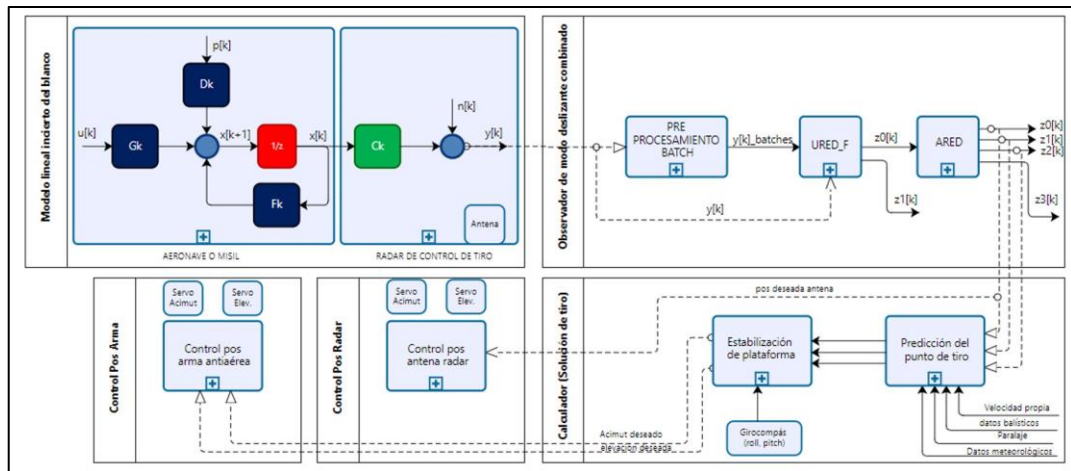 Modelo lineal incierto del blanco
p[k]
Dk
u[k]
Gk
x[k+1]
1/z
x[k]
Fk
AERONAVE O MISIL
Ck
n[k]
y[k]
Antena
RADAR DE CONTROL DE TIRO
Observador de modo deslizante combinado
PRE
PROCESAMIENTO
BATCH
y[k]_batches
URED_F
z0[k]
ARED
z0[k]
z1[k]
z2[k]
z1[k]
z3[k]
y[k]
Control Pos Arma
Servo
Acimut
Servo
Elev.
Control pos
arma antiaérea
Control Pos Radar
Servo
Acimut
Servo
Elev.
Control pos
antena radar
Calculador (Solución de tiro)
pos deseada antena
Estabilización
de plataforma
Predicción del
punto de tiro
Girocompás
(roll, pitch)
Acimut deseado
elevación deseada
Velocidad propia
datos balísticos
Paralaje
Datos meteorológicos